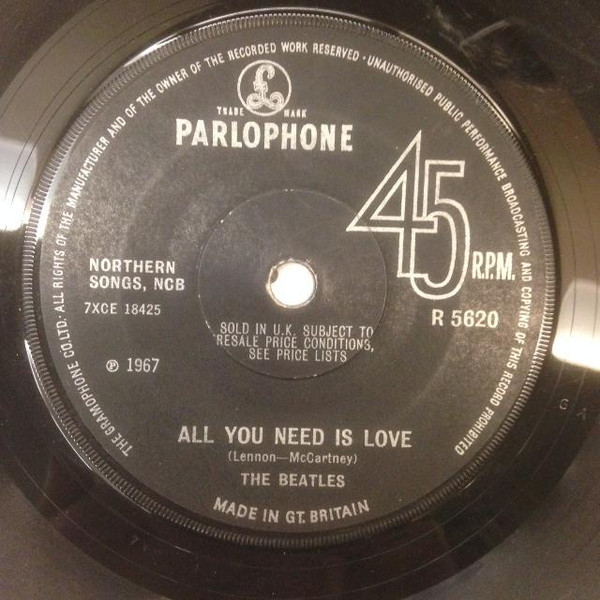 THE GRAMOPHONE CO. LTD. ALL RIGHTS OF THE MANUFACTURER AND OF THE OWNER OF THE RECORDED WORK RESERVED · UNAUTHORISED PUBLIC PERFORMANCE BROADCASTING AND COPYING OF THIS RECORD PROHIBITED
£
TRADE MARK
PARLOPHONE
45
R.P.M.
NORTHERN
SONGS, NCB
7XCE 18425
R 5620
SOLD IN U.K. SUBJECT TO
RESALE PRICE CONDITIONS,
SEE PRICE LISTS
℗ 1967
ALL YOU NEED IS LOVE
(Lennon—McCartney)
THE BEATLES
MADE IN GT. BRITAIN
G A